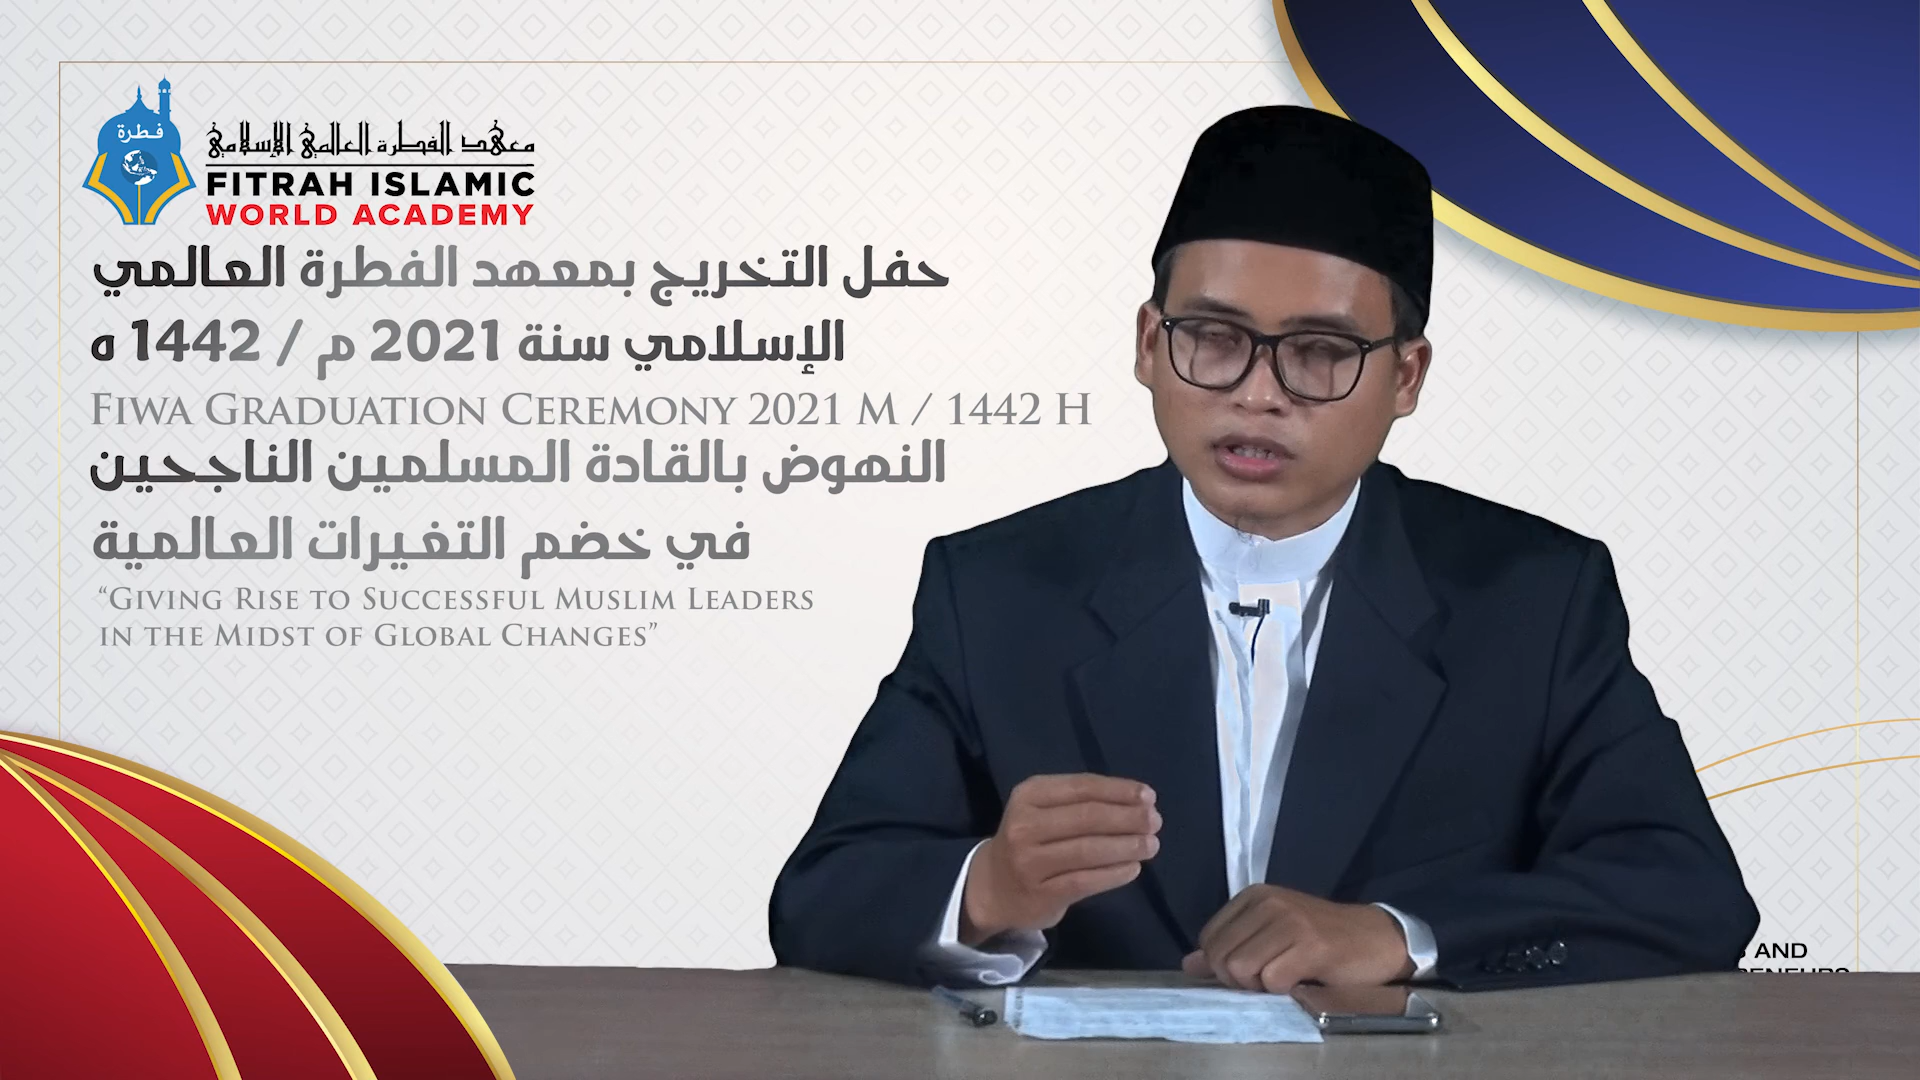 فطرة
معهد الفطرة العالمي الإسلامي
FITRAH ISLAMIC
WORLD ACADEMY
حفل التخريج بمعهد الفطرة العالمي
الإسلامي سنة 2021 م / 1442 ه
FIWA GRADUATION CEREMONY 2021 M / 1442 H
النهوض بالقادة المسلمين الناجحين
في خضم التغيرات العالمية
“GIVING RISE TO SUCCESSFUL MUSLIM LEADERS
IN THE MIDST OF GLOBAL CHANGES”
AND